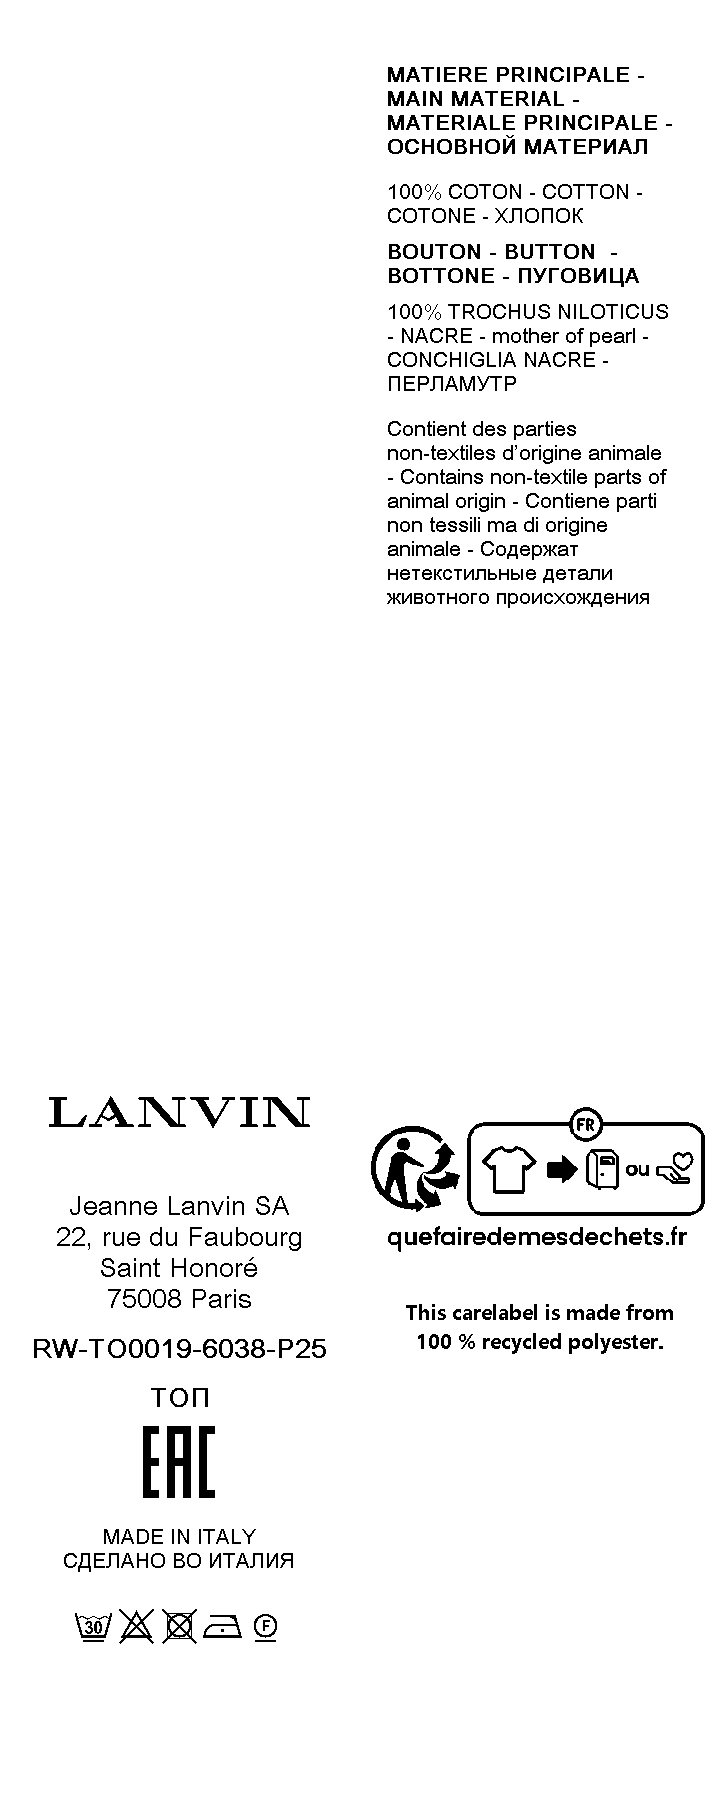 MATIERE PRINCIPALE -
MAIN MATERIAL -
MATERIALE PRINCIPALE -
ОСНОВНОЙ МАТЕРИАЛ
100% COTON - COTTON -
COTONE - ХЛОПОК
BOUTON - BUTTON -
BOTTONE - ПУГОВИЦА
100% TROCHUS NILOTICUS
- NACRE - mother of pearl -
CONCHIGLIA NACRE -
ПЕРЛАМУТР
Contient des parties
non-textiles d’origine animale
- Contains non-textile parts of
animal origin - Contiene parti
non tessili ma di origine
animale - Содержат
нетекстильные детали
животного происхождения
LANVIN
Jeanne Lanvin SA
22, rue du Faubourg
Saint Honoré
75008 Paris
RW-TO0019-6038-P25
ТОП
EAC
MADE IN ITALY
СДЕЛАНО ВО ИТАЛИЯ
30
F
FR
ou
quefairedemesdechets.fr
This carelabel is made from
100 % recycled polyester.